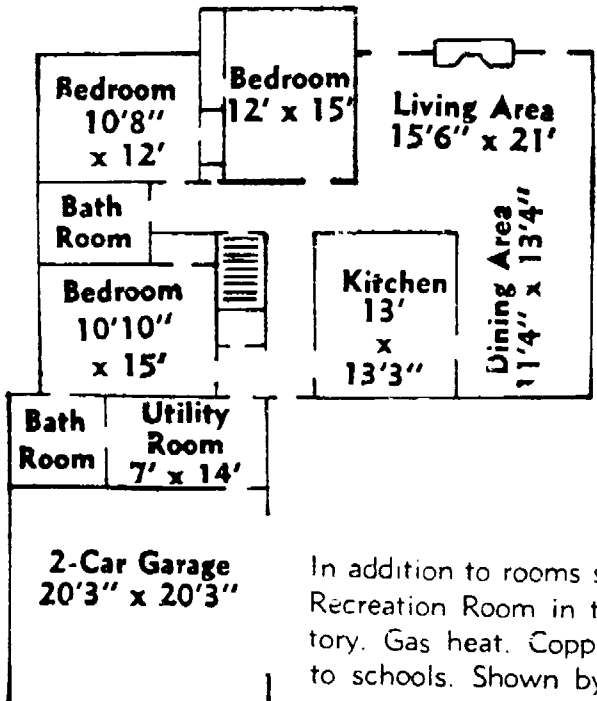 Bedroom
10'8"
x 12'
Bedroom
12' x 15'
Living Area
15'6" x 21'
Bath
Room
Bedroom
10'10"
x 15'
Kitchen
13'
x
13'3"
Dining Area
11'4" x 13'4"
Bath
Room
Utility
Room
7' x 14'
2-Car Garage
20'3" x 20'3"
In addition to rooms
Recreation Room in
tory. Gas heat.
to schools. Shown